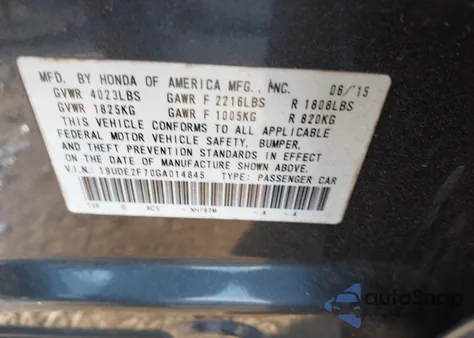 MFD. BY HONDA OF AMERICA MFG., INC. 06/15
GVWR 4023LBS GAWR F 2216LBS R 1808LBS
GVWR 1825KG GAWR F 1005KG R 820KG
THIS VEHICLE CONFORMS TO ALL APPLICABLE
FEDERAL MOTOR VEHICLE SAFETY, BUMPER,
AND THEFT PREVENTION STANDARDS IN EFFECT
ON THE DATE OF MANUFACTURE SHOWN ABOVE.
V.I.N.: 19UDE2F70GA014845 TYPE: PASSENGER CAR
A - A
autoSnap